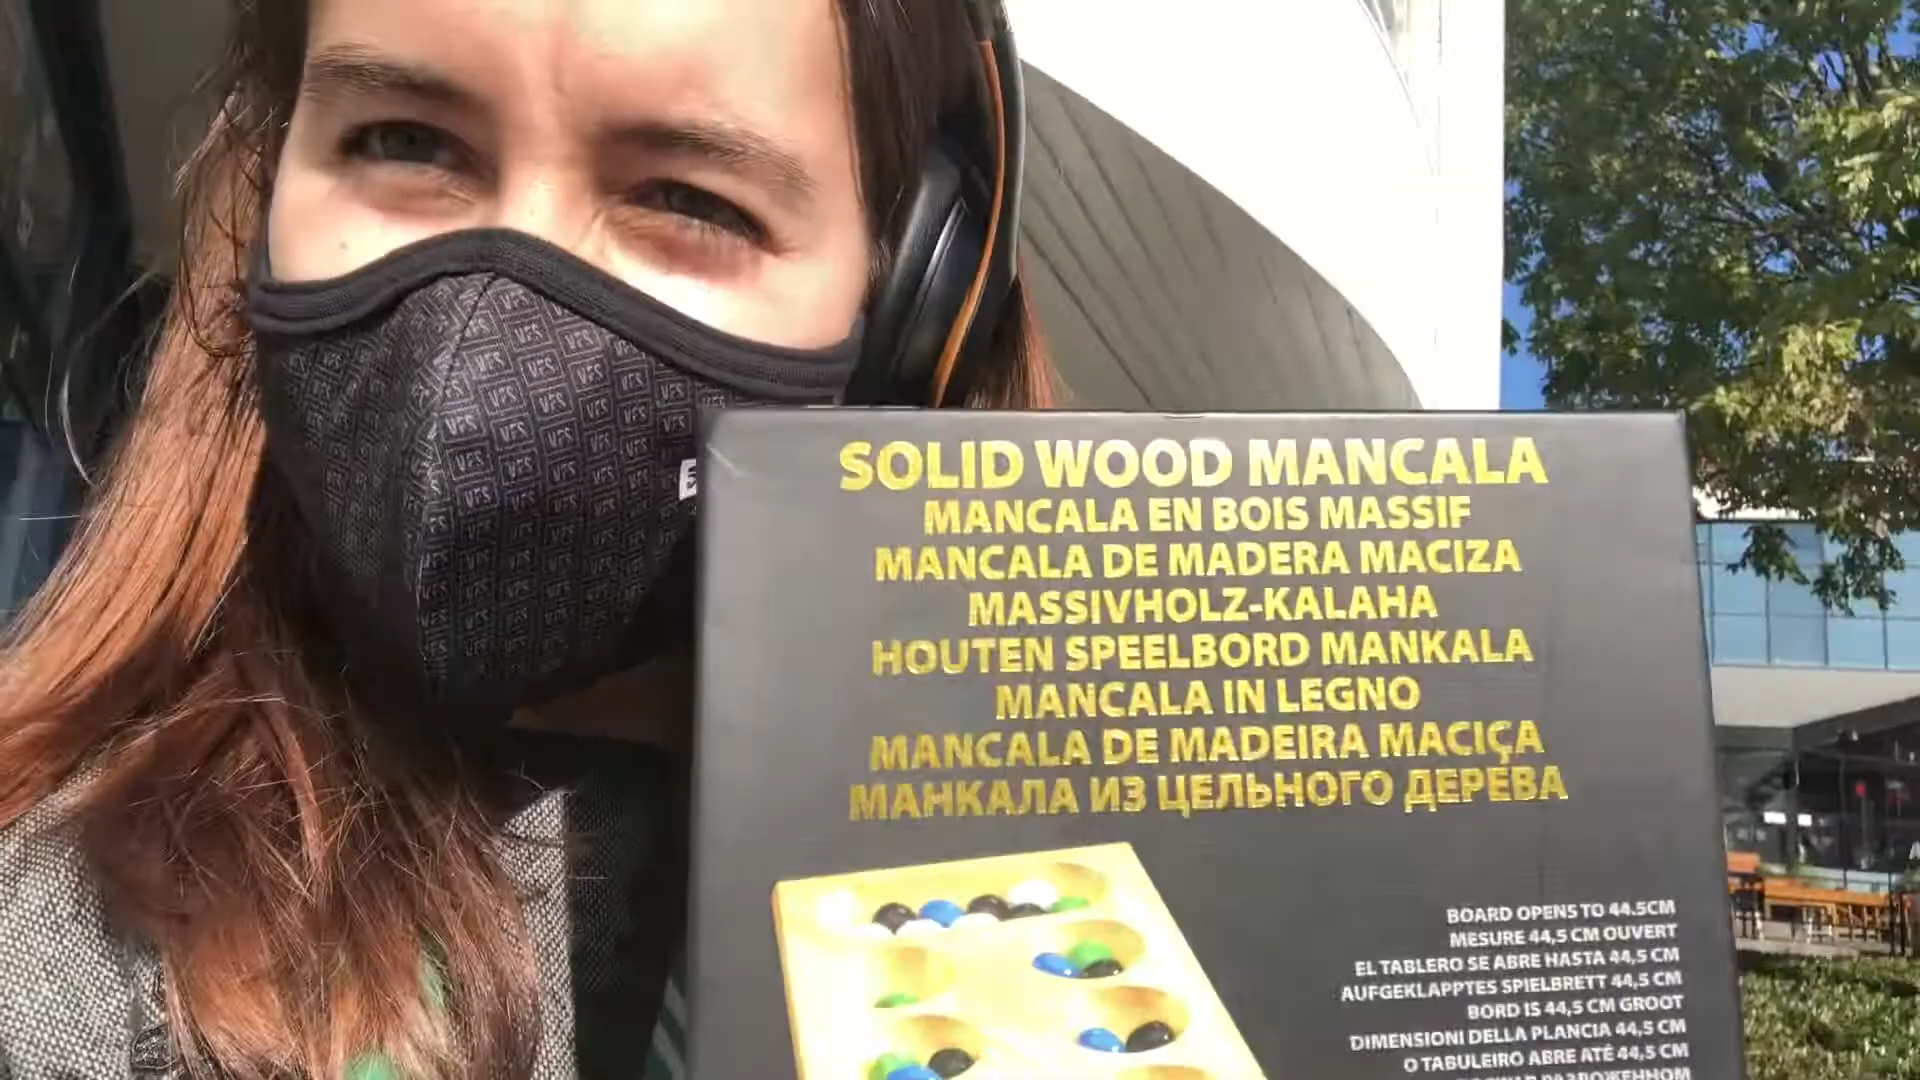 SOLID WOOD MANCALA
MANCALA EN BOIS MASSIF
MANCALA DE MADERA MACIZA
MASSIVHOLZ-KALAHA
HOUTEN SPEELBORD MANKALA
MANCALA IN LEGNO
MANCALA DE MADEIRA MACIÇA
МАНКАЛА ИЗ ЦЕЛЬНОГО ДЕРЕВА
BOARD OPENS TO 44.5CM
MESURE 44,5 CM OUVERT
EL TABLERO SE ABRE HASTA 44,5 CM
AUFGEKLAPPTES SPIELBRETT 44,5 CM
BORD IS 44,5 CM GROOT
DIMENSIONI DELLA PLANCIA 44,5 CM
O TABULEIRO ABRE ATÉ 44,5 CM
VFS